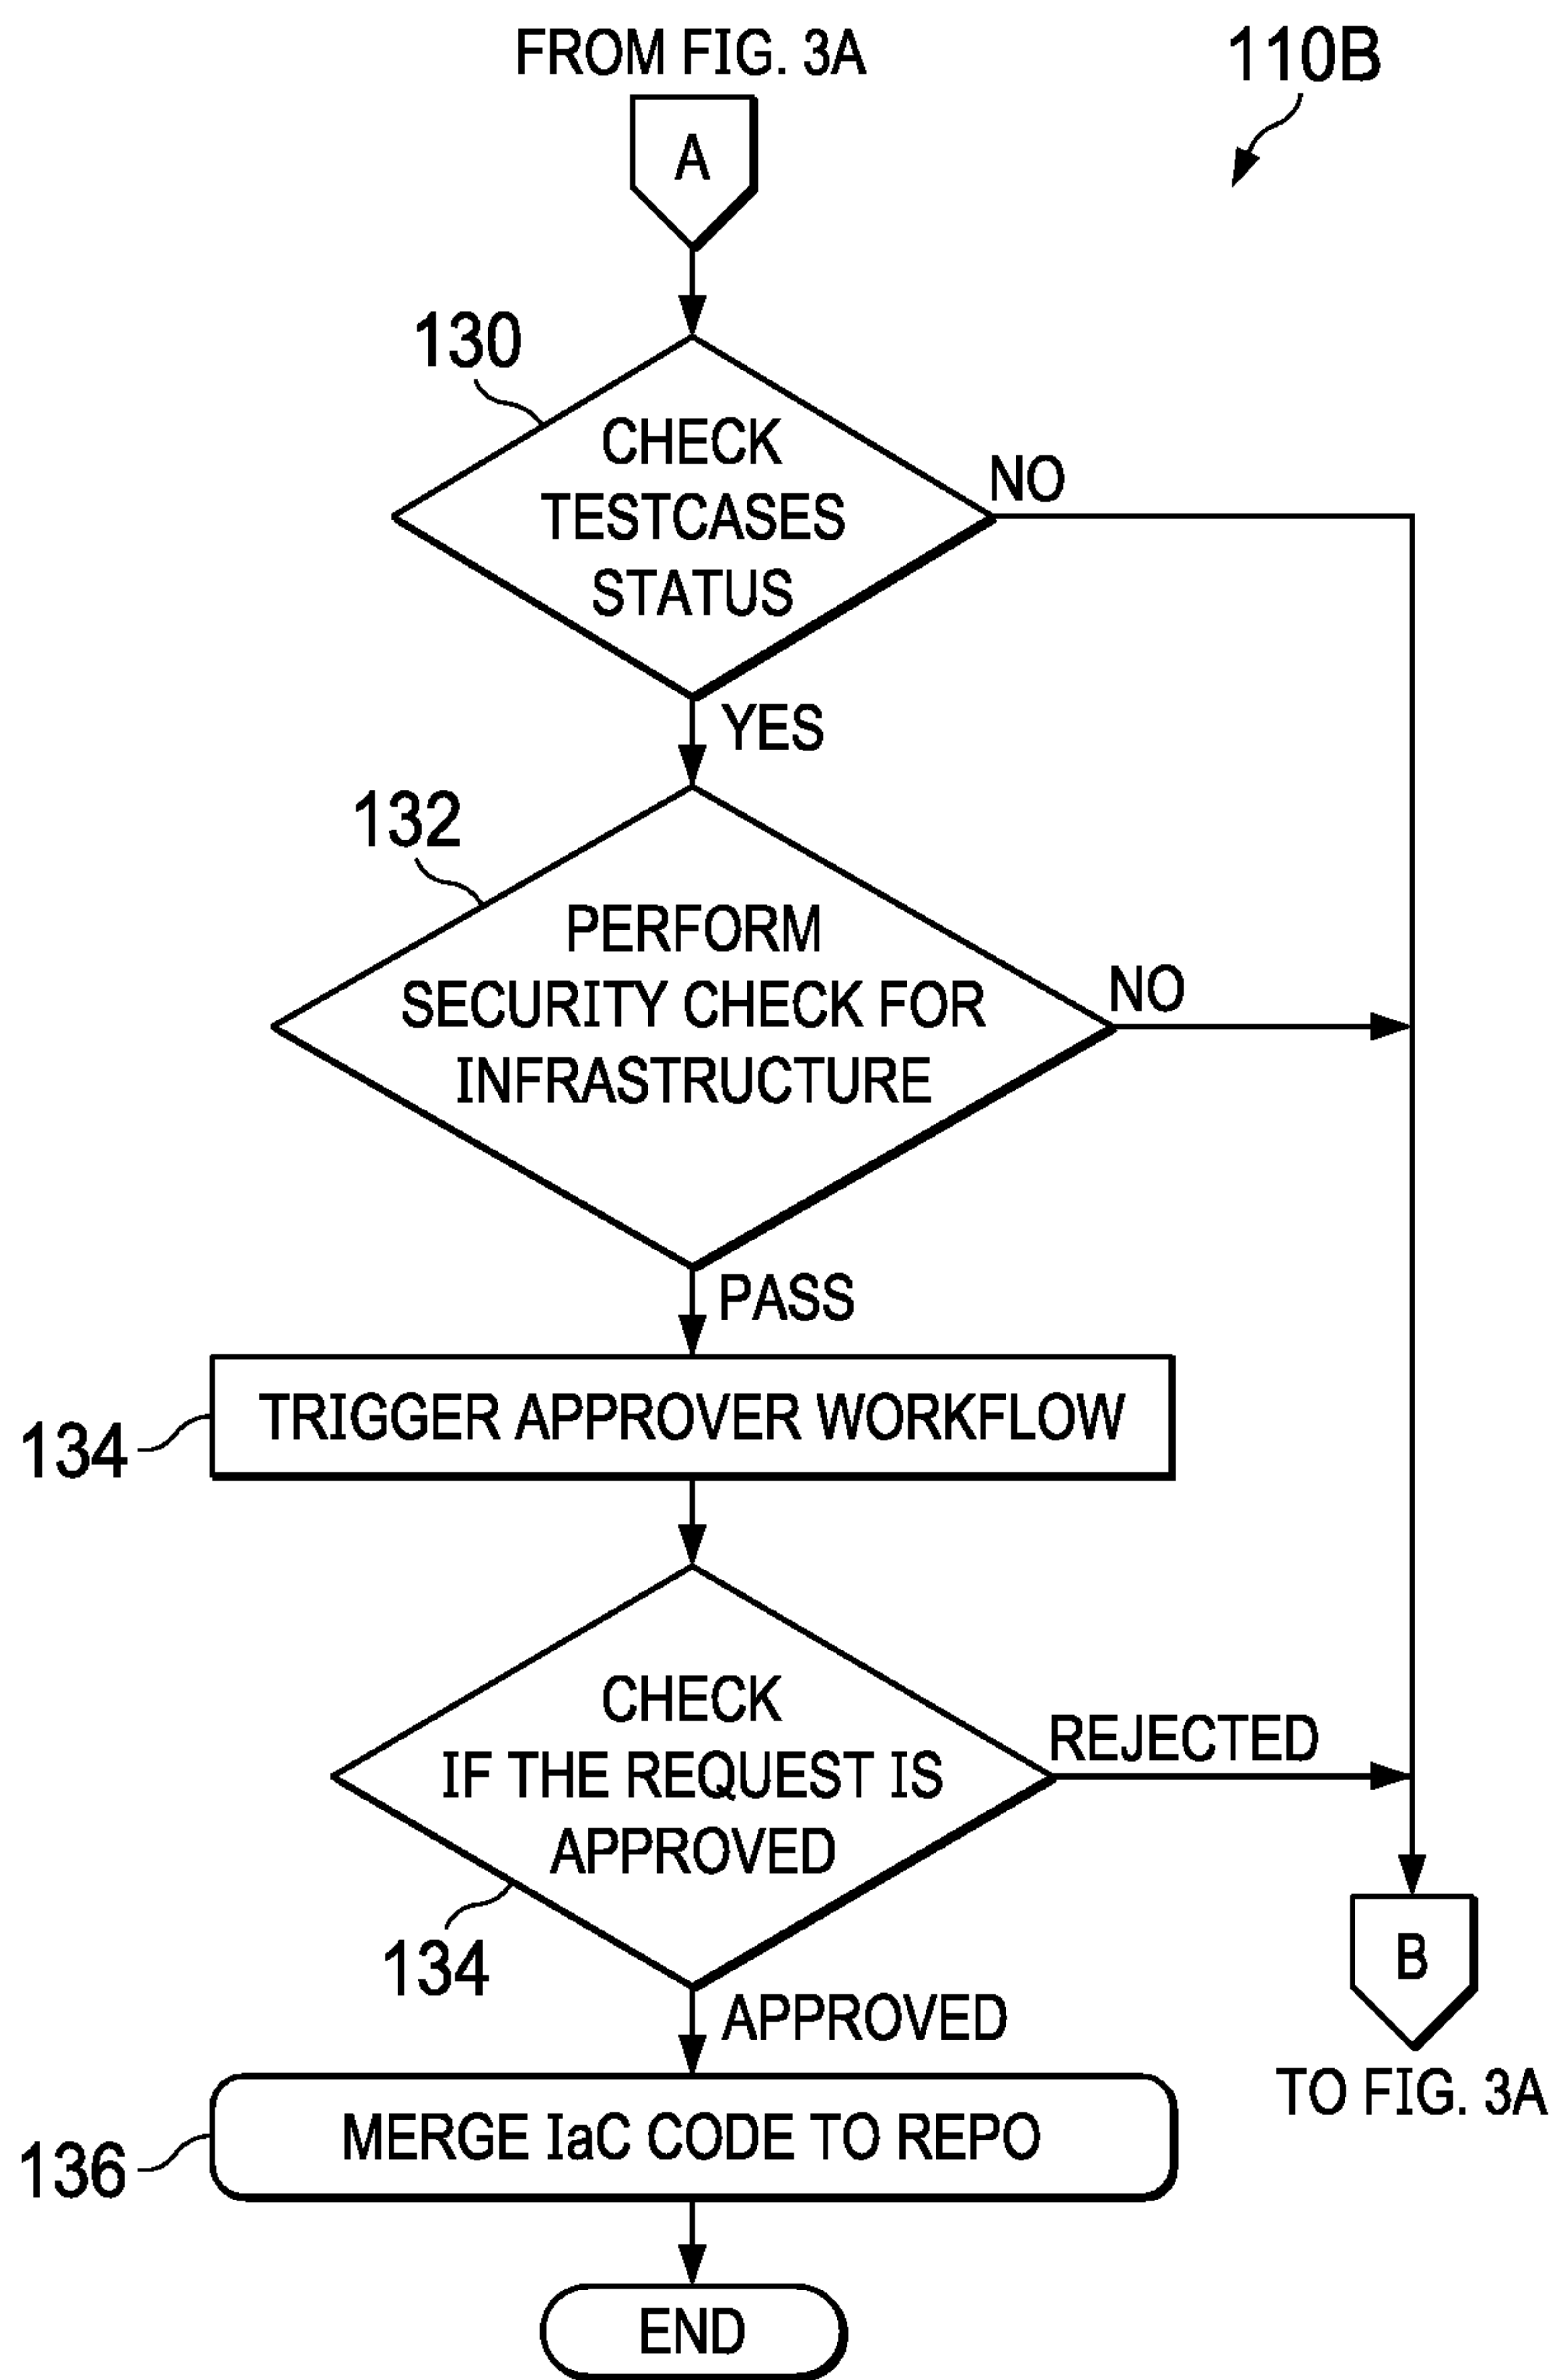 FROM FIG. 3A
110B
A
130
CHECK
TESTCASES
STATUS
NO
YES
132
PERFORM
SECURITY CHECK FOR
INFRASTRUCTURE
NO
PASS
134
TRIGGER APPROVER WORKFLOW
CHECK
IF THE REQUEST IS
APPROVED
REJECTED
134
B
APPROVED
TO FIG. 3A
136
MERGE IaC CODE TO REPO
END